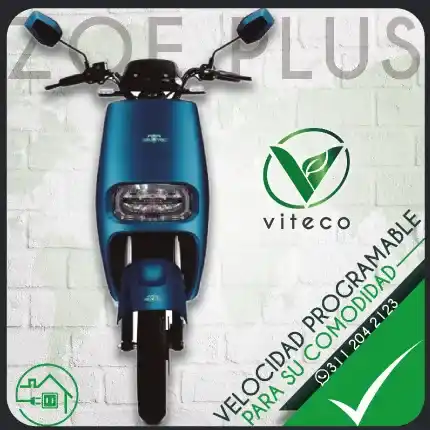 ZOE PLUS
viteco
VELOCIDAD PROGRAMABLE
PARA SU COMODIDAD
311 204 2123